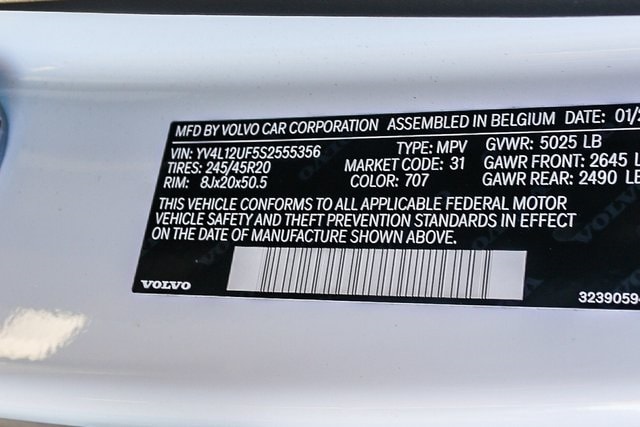 MFD BY VOLVO CAR CORPORATION ASSEMBLED IN BELGIUM DATE: 01/
VIN: YV4L12UF5S2555356 TYPE: MPV GVWR: 5025 LB
TIRES: 245/45R20 MARKET CODE: 31 GAWR FRONT: 2645 L
RIM: 8Jx20x50.5 COLOR: 707 GAWR REAR: 2490 LB
THIS VEHICLE CONFORMS TO ALL APPLICABLE FEDERAL MOTOR
VEHICLE SAFETY AND THEFT PREVENTION STANDARDS IN EFFECT
ON THE DATE OF MANUFACTURE SHOWN ABOVE.
VOLVO 3239059